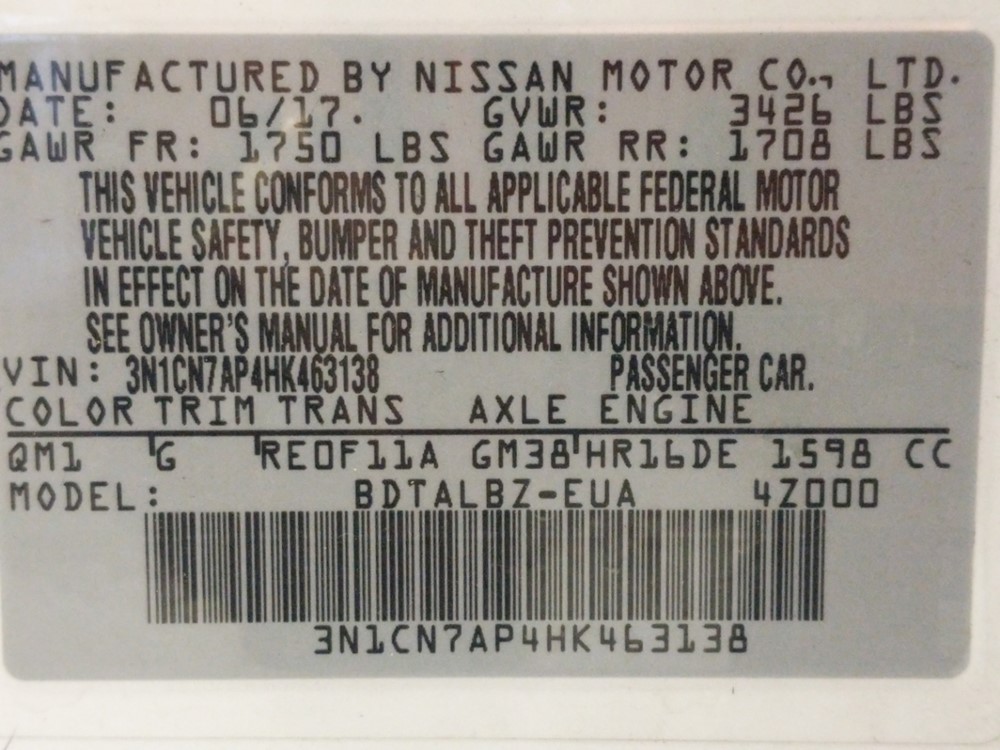 MANUFACTURED BY NISSAN MOTOR CO., LTD.
DATE: 06/17. GVWR: 3426 LBS
GAWR FR: 1750 LBS GAWR RR: 1708 LBS
THIS VEHICLE CONFORMS TO ALL APPLICABLE FEDERAL MOTOR
VEHICLE SAFETY, BUMPER AND THEFT PREVENTION STANDARDS
IN EFFECT ON THE DATE OF MANUFACTURE SHOWN ABOVE.
SEE OWNER'S MANUAL FOR ADDITIONAL INFORMATION.
VIN: 3N1CN7AP4HK463138 PASSENGER CAR.
COLOR TRIM TRANS AXLE ENGINE
QM1 G RE0F11A GM38 HR16DE 1598 CC
MODEL: BDTALBZ-EUA 4Z000
3N1CN7AP4HK463138